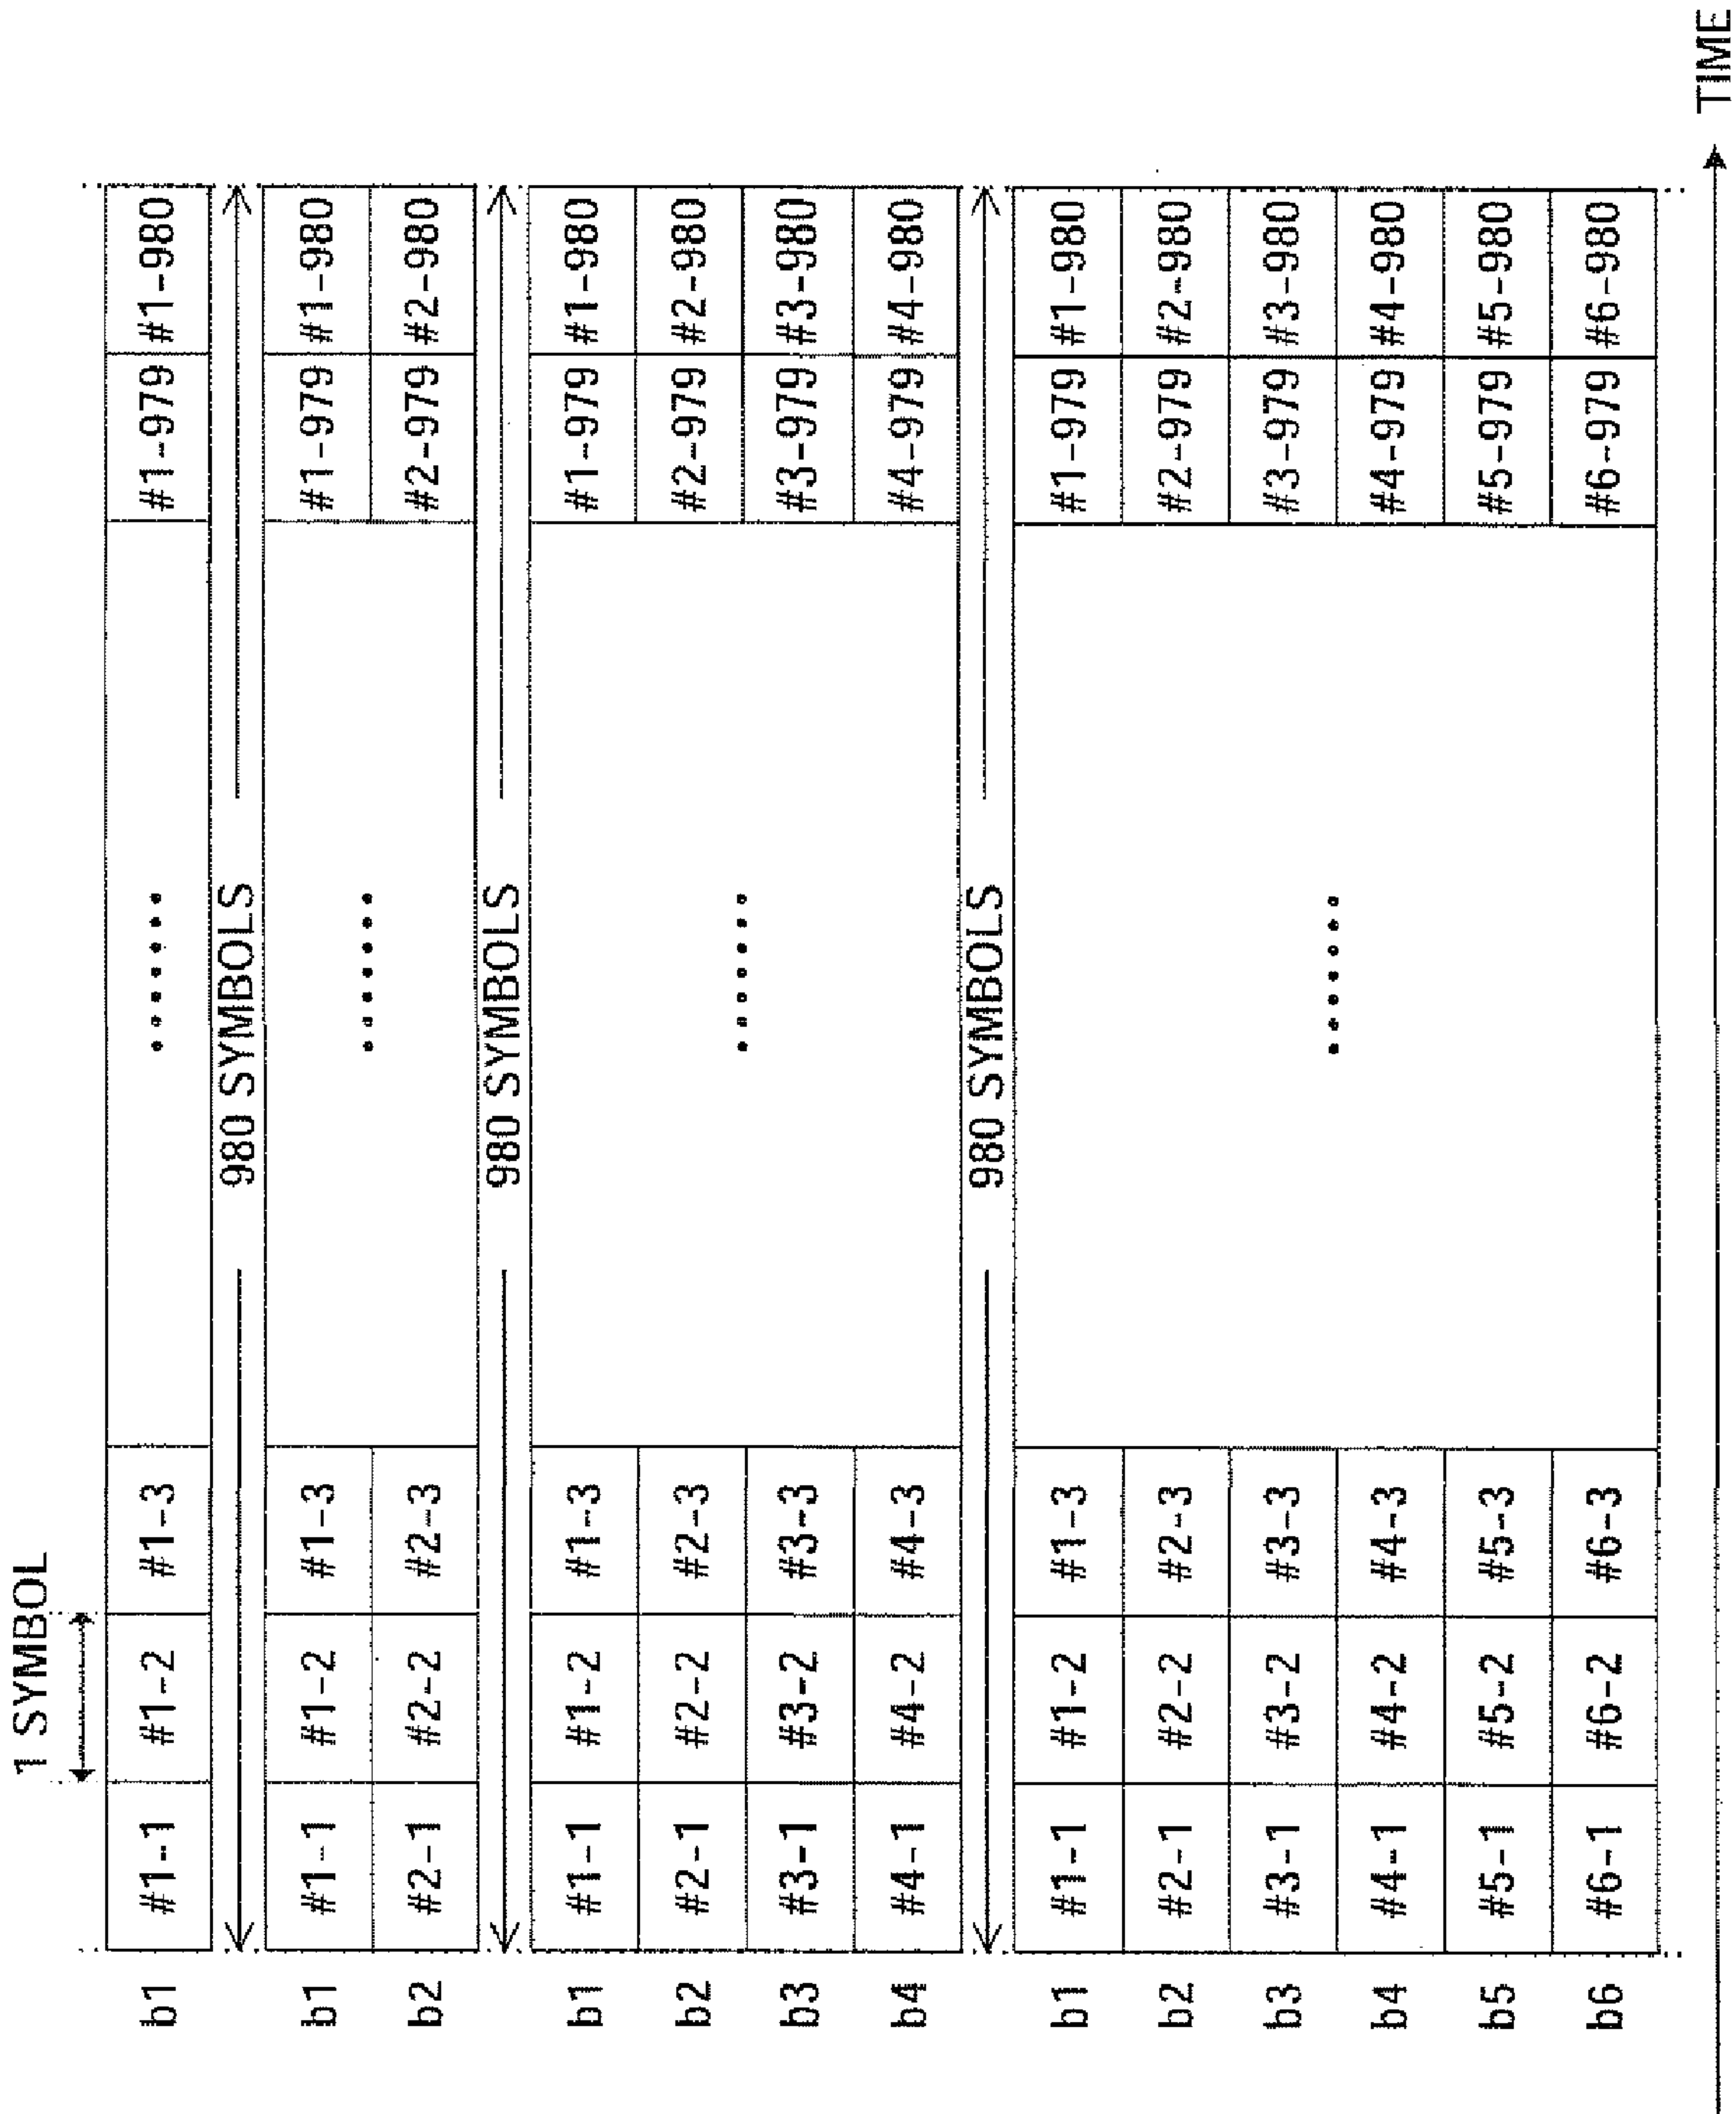 1 SYMBOL
b1 #1-1 #1-2 #1-3 ······· #1-979 #1-980
980 SYMBOLS
b1 #1-1 #1-2 #1-3 ······· #1-979 #1-980
b2 #2-1 #2-2 #2-3 #2-979 #2-980
980 SYMBOLS
b1 #1-1 #1-2 #1-3 #1-979 #1-980
b2 #2-1 #2-2 #2-3 ······· #2-979 #2-980
b3 #3-1 #3-2 #3-3 #3-979 #3-980
b4 #4-1 #4-2 #4-3 #4-979 #4-980
980 SYMBOLS
b1 #1-1 #1-2 #1-3 #1-979 #1-980
b2 #2-1 #2-2 #2-3 #2-979 #2-980
b3 #3-1 #3-2 #3-3 ······· #3-979 #3-980
b4 #4-1 #4-2 #4-3 #4-979 #4-980
b5 #5-1 #5-2 #5-3 #5-979 #5-980
b6 #6-1 #6-2 #6-3 #6-979 #6-980
TIME